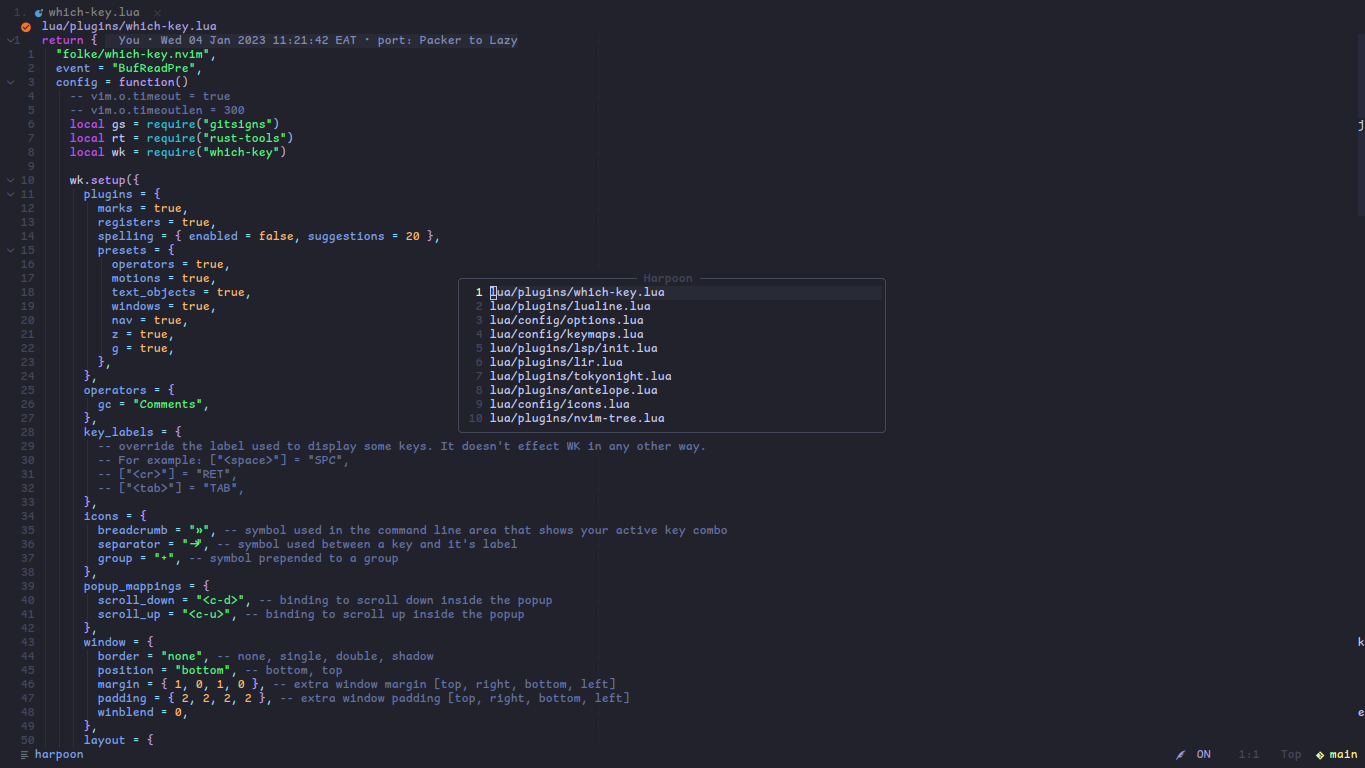 1. which-key.lua ×
lua/plugins/which-key.lua
1 return { You · Wed 04 Jan 2023 11:21:42 EAT · port: Packer to Lazy
1 "folke/which-key.nvim",
2 event = "BufReadPre",
3 config = function()
4 -- vim.o.timeout = true
5 -- vim.o.timeoutlen = 300
6 local gs = require("gitsigns")
7 local rt = require("rust-tools")
8 local wk = require("which-key")
9
10 wk.setup({
11 plugins = {
12 marks = true,
13 registers = true,
14 spelling = { enabled = false, suggestions = 20 },
15 presets = {
16 operators = true,
17 motions = true,
18 text_objects = true,
19 windows = true,
20 nav = true,
21 z = true,
22 g = true,
23 },
24 },
25 operators = {
26 gc = "Comments",
27 },
28 key_labels = {
29 -- override the label used to display some keys. It doesn't effect WK in any other way.
30 -- For example: ["<space>"] = "SPC",
31 -- ["<cr>"] = "RET",
32 -- ["<tab>"] = "TAB",
33 },
34 icons = {
35 breadcrumb = "»", -- symbol used in the command line area that shows your active key combo
36 separator = "➜", -- symbol used between a key and it's label
37 group = "+", -- symbol prepended to a group
38 },
39 popup_mappings = {
40 scroll_down = "<c-d>", -- binding to scroll down inside the popup
41 scroll_up = "<c-u>", -- binding to scroll up inside the popup
42 },
43 window = {
44 border = "none", -- none, single, double, shadow
45 position = "bottom", -- bottom, top
46 margin = { 1, 0, 1, 0 }, -- extra window margin [top, right, bottom, left]
47 padding = { 2, 2, 2, 2 }, -- extra window padding [top, right, bottom, left]
48 winblend = 0,
49 },
50 layout = {
Harpoon
1 lua/plugins/which-key.lua
2 lua/plugins/lualine.lua
3 lua/config/options.lua
4 lua/config/keymaps.lua
5 lua/plugins/lsp/init.lua
6 lua/plugins/lir.lua
7 lua/plugins/tokyonight.lua
8 lua/plugins/antelope.lua
9 lua/config/icons.lua
10 lua/plugins/nvim-tree.lua
j
k
e
harpoon ON 1:1 Top main